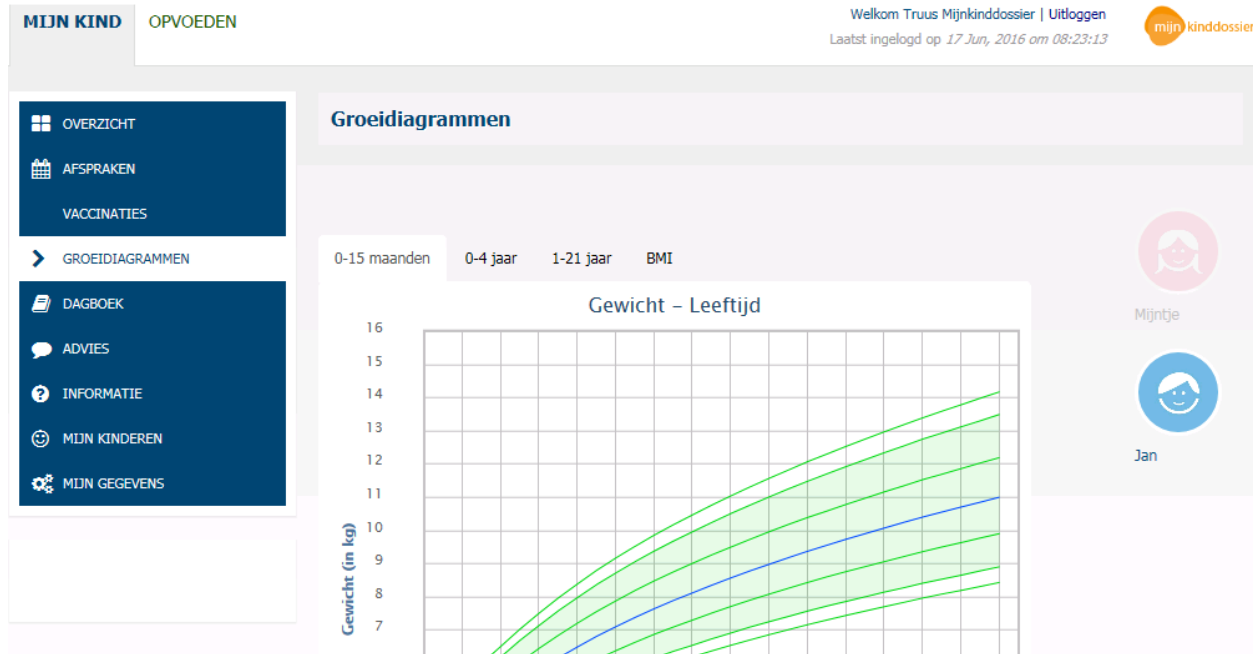 MIJN KIND
OPVOEDEN
Welkom Truus Mijnkinddossier | Uitloggen
Laatst ingelogd op 17 Jun, 2016 om 08:23:13
mijn kinddossier
OVERZICHT
AFSPRAKEN
VACCINATIES
GROEIDIAGRAMMEN
DAGBOEK
ADVIES
INFORMATIE
MIJN KINDEREN
MIJN GEGEVENS
Groeidiagrammen
0-15 maanden
0-4 jaar
1-21 jaar
BMI
Gewicht – Leeftijd
16
15
14
13
12
11
10
9
8
7
Gewicht (in kg)
Mijntje
Jan